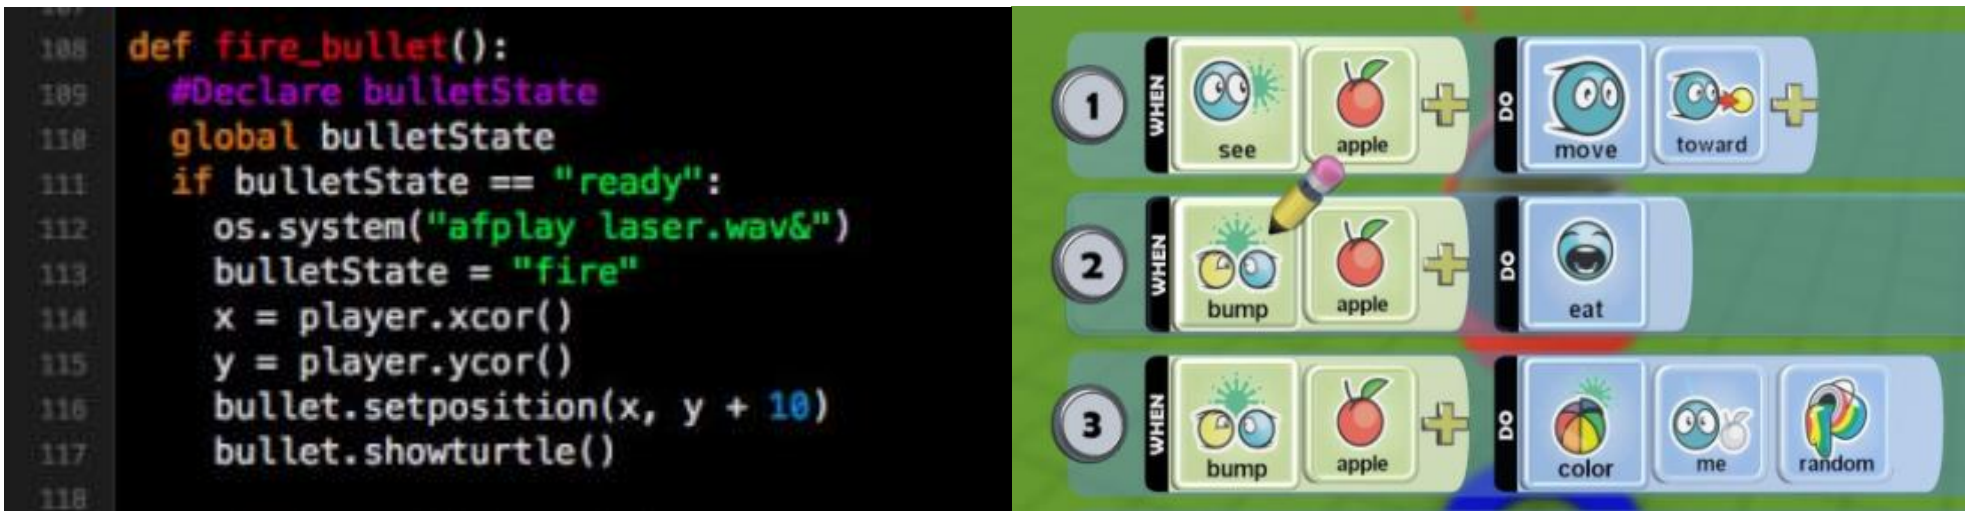 108 def fire_bullet():
109 #Declare bulletState
110 global bulletState
111 if bulletState == "ready":
112 os.system("afplay laser.wav&")
113 bulletState = "fire"
114 x = player.xcor()
115 y = player.ycor()
116 bullet.setposition(x, y + 10)
117 bullet.showturtle()
118
1 WHEN see apple DO move toward
2 WHEN bump apple DO eat
3 WHEN bump apple DO color me random